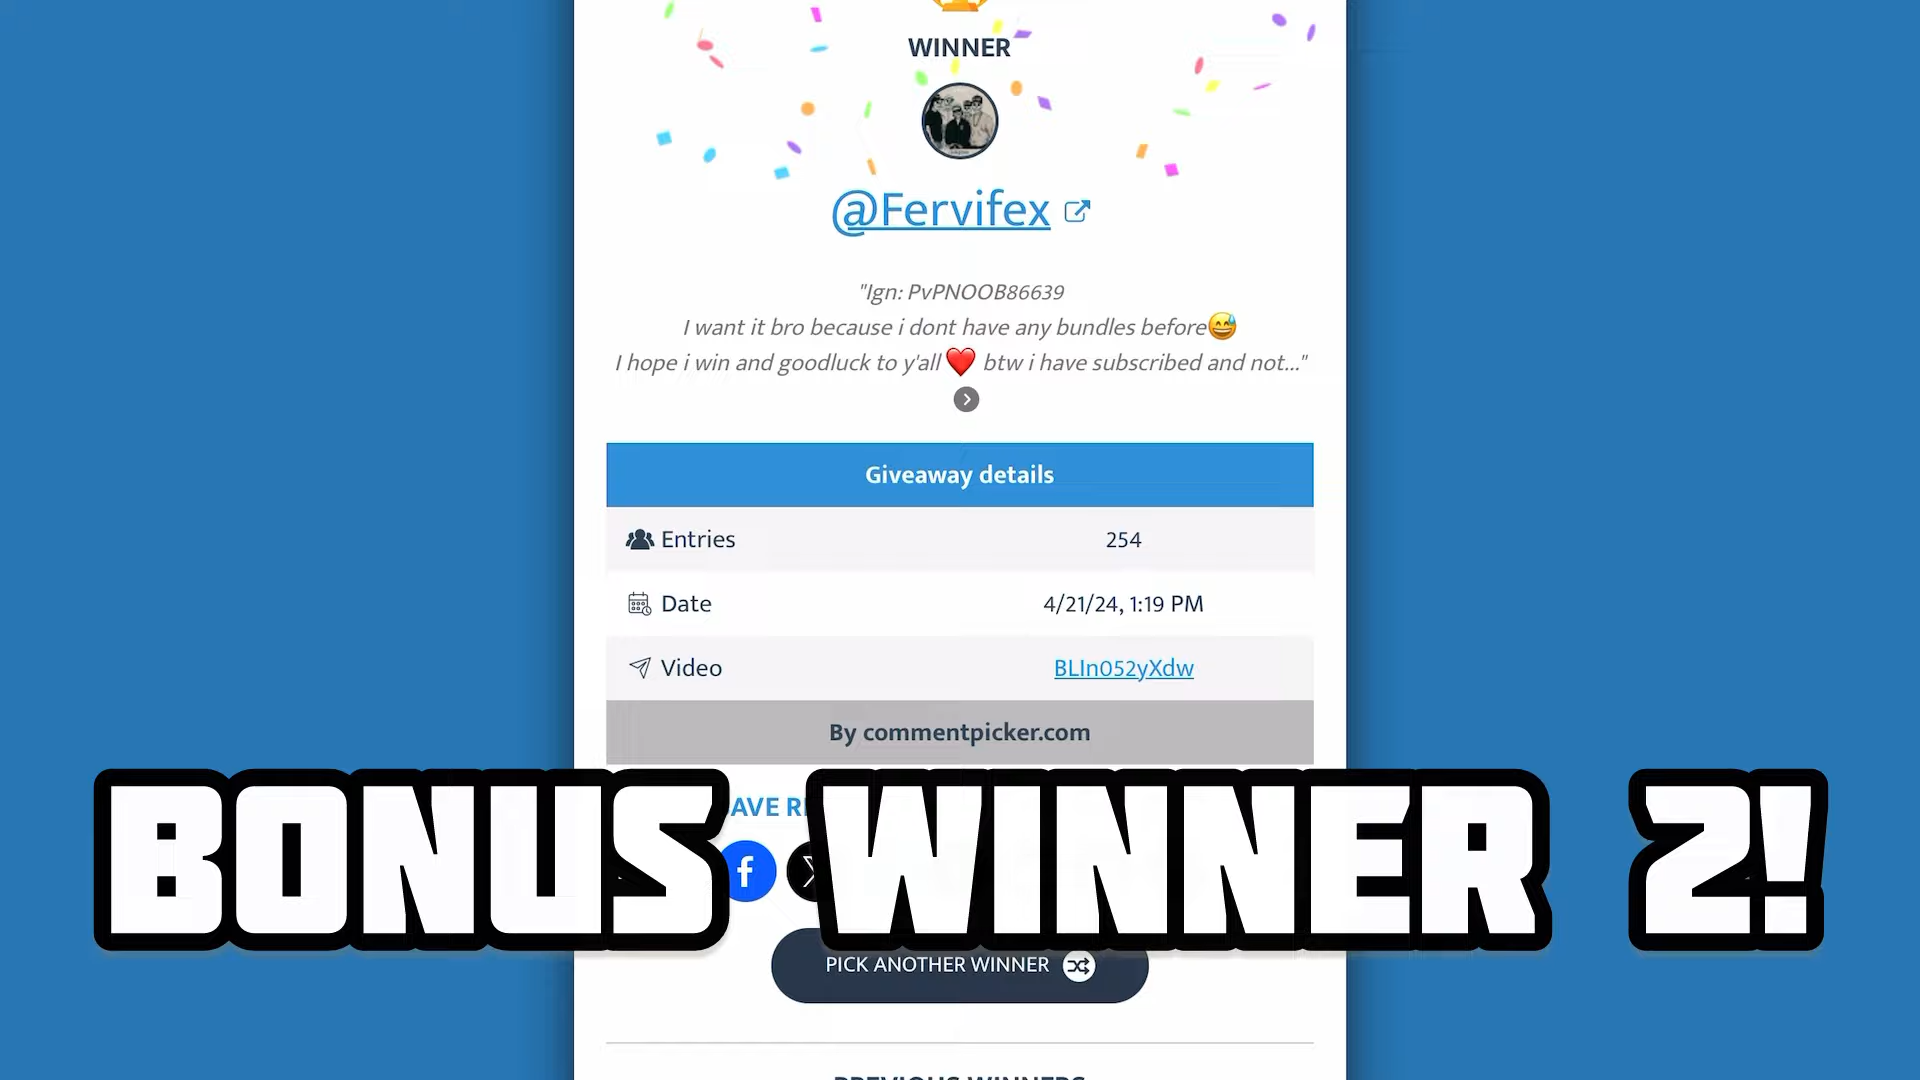 WINNER
@Fervifex
"Ign: PvPNOOB86639
I want it bro because i dont have any bundles before😅
I hope i win and goodluck to y'all ❤️ btw i have subscribed and not..."
Giveaway details
Entries 254
Date 4/21/24, 1:19 PM
Video BLIn052yXdw
By commentpicker.com
BONUS WINNER 2!
PICK ANOTHER WINNER
PREVIOUS WINNERS